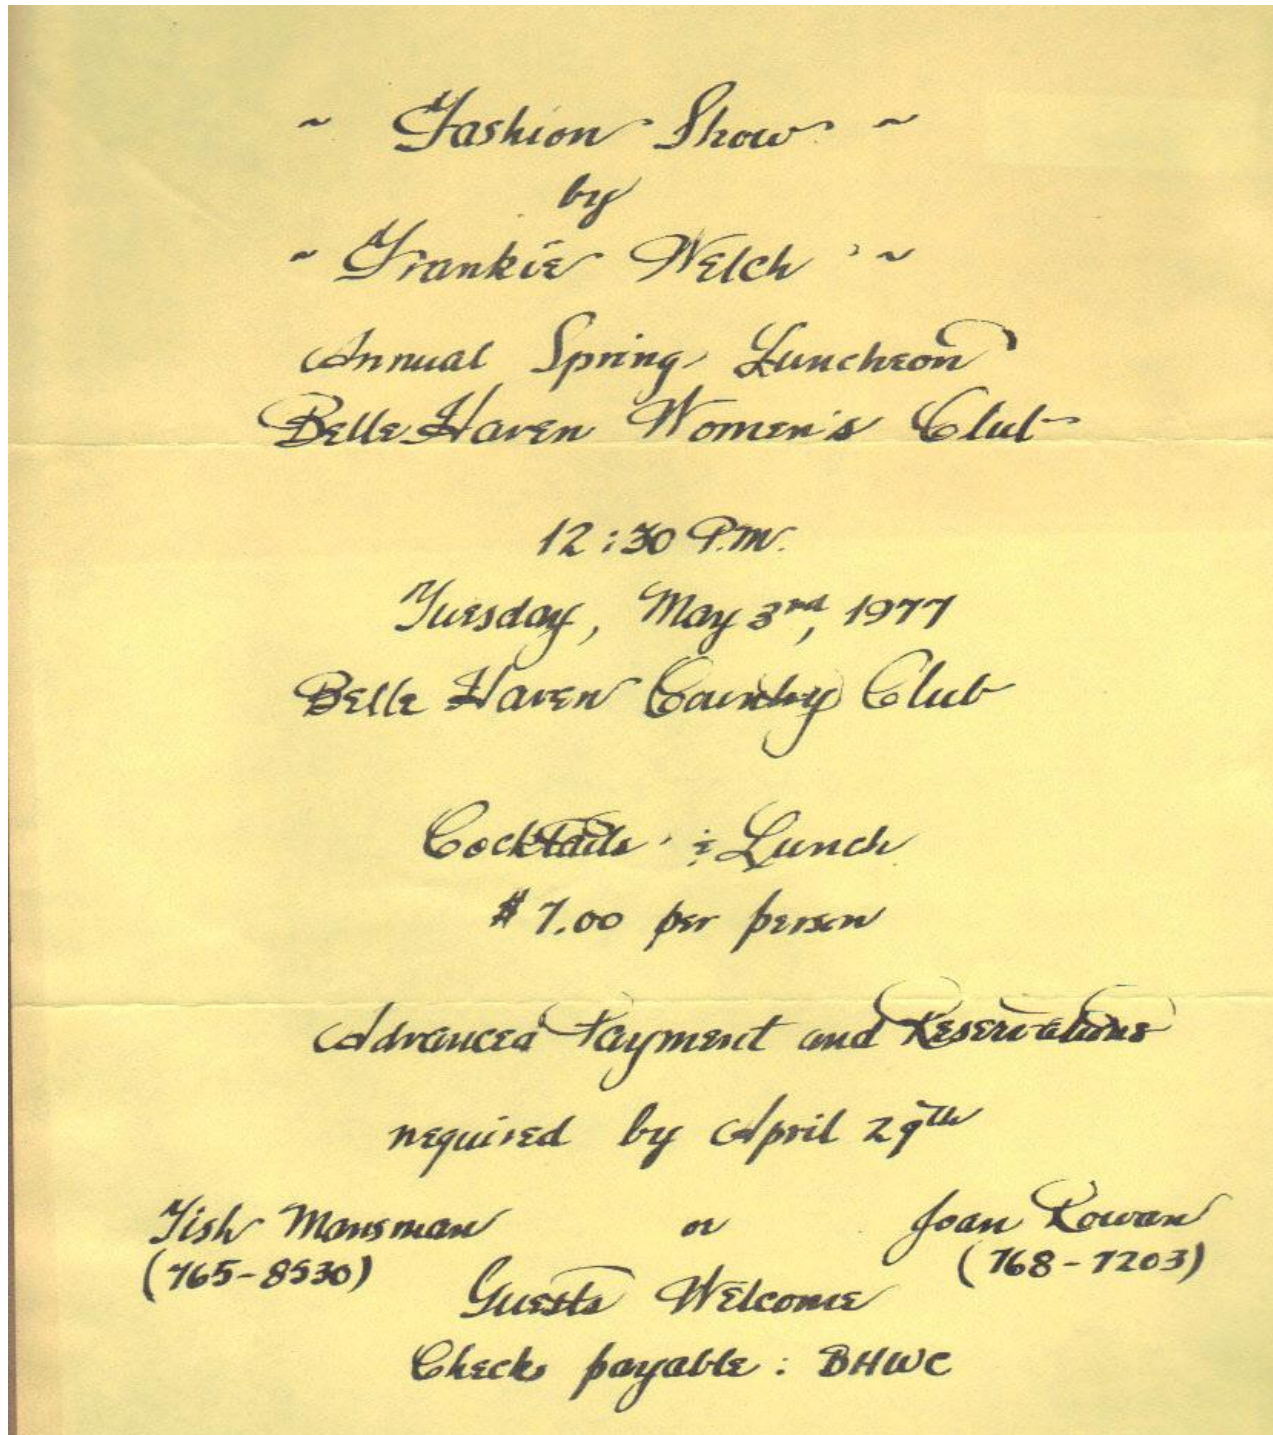 ~ Fashion Show ~
by
~ Frankie Welch ~
Annual Spring Luncheon
Belle Haven Women's Club
12:30 P.M.
Tuesday, May 3rd, 1977
Belle Haven Country Club
Cocktails & Lunch
$7.00 per person
Advanced Payment and Reservations
required by April 29th
Tish Mansman or Joan Rowan
(765-8530) (768-7203)
Guests Welcome
Checks payable: BHWC